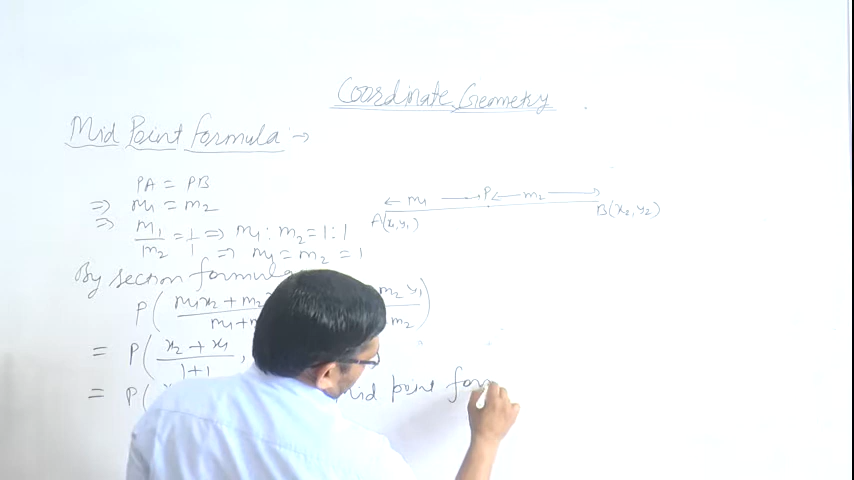 Coordinate Geometry
Mid Point Formula →
PA = PB
⇒ m1 = m2
⇒ m1/m2 = 1/1 ⇒ m1 : m2 = 1 : 1
⇒ m1 = m2 = 1
← m1 → P ← m2 →
A(x1, y1) B(x2, y2)
By section formula
P( m1x2 + m2 / m1 + m m2 y1 / m2 )
= P( x2 + x1 / 1 + 1 ,
= P( Mid point for